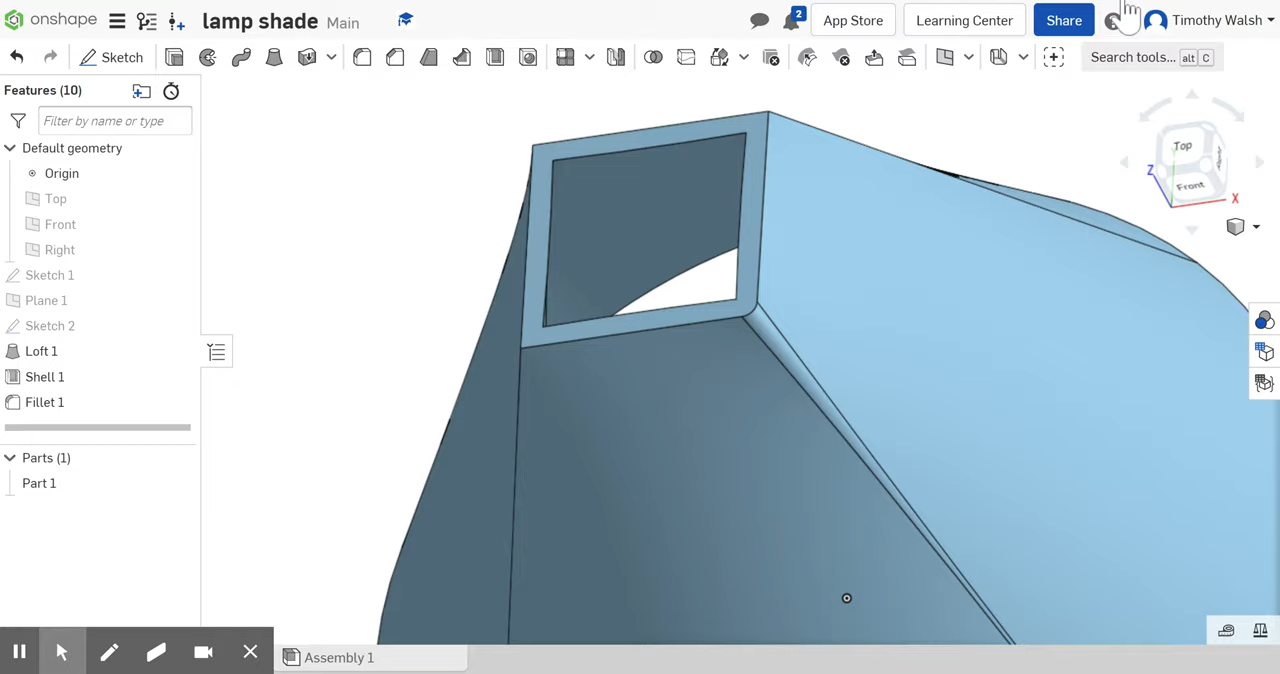 onshape lamp shade Main 2 App Store Learning Center Share Timothy Walsh
Sketch Search tools... alt C
Features (10)
Filter by name or type
Default geometry
Origin
Top
Front
Right
Sketch 1
Plane 1
Sketch 2
Loft 1
Shell 1
Fillet 1
Parts (1)
Part 1
Top
Front
Z
X
Assembly 1